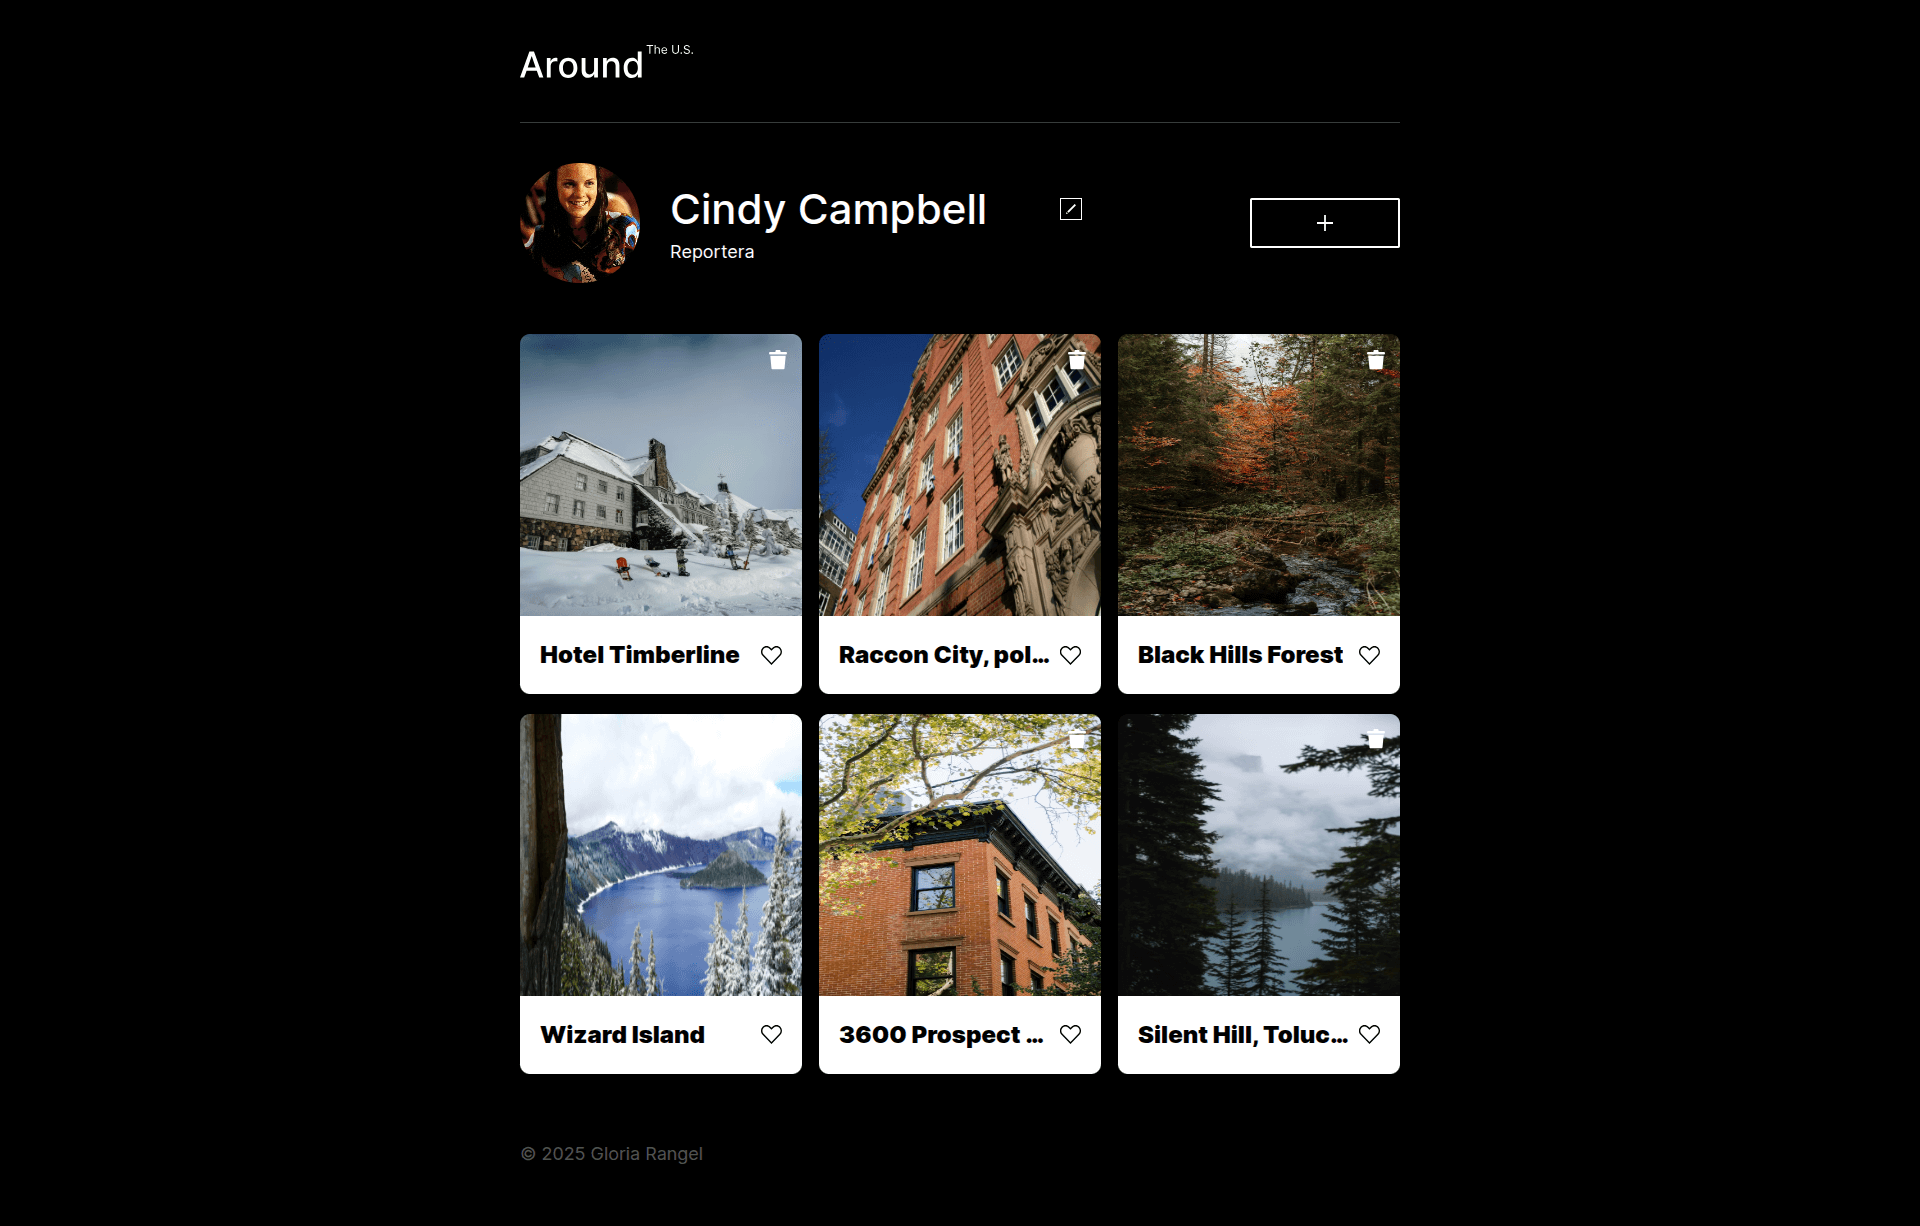 Around The U.S.
Cindy Campbell
Reportera
Hotel Timberline
Raccon City, pol...
Black Hills Forest
Wizard Island
3600 Prospect ...
Silent Hill, Toluc...
© 2025 Gloria Rangel